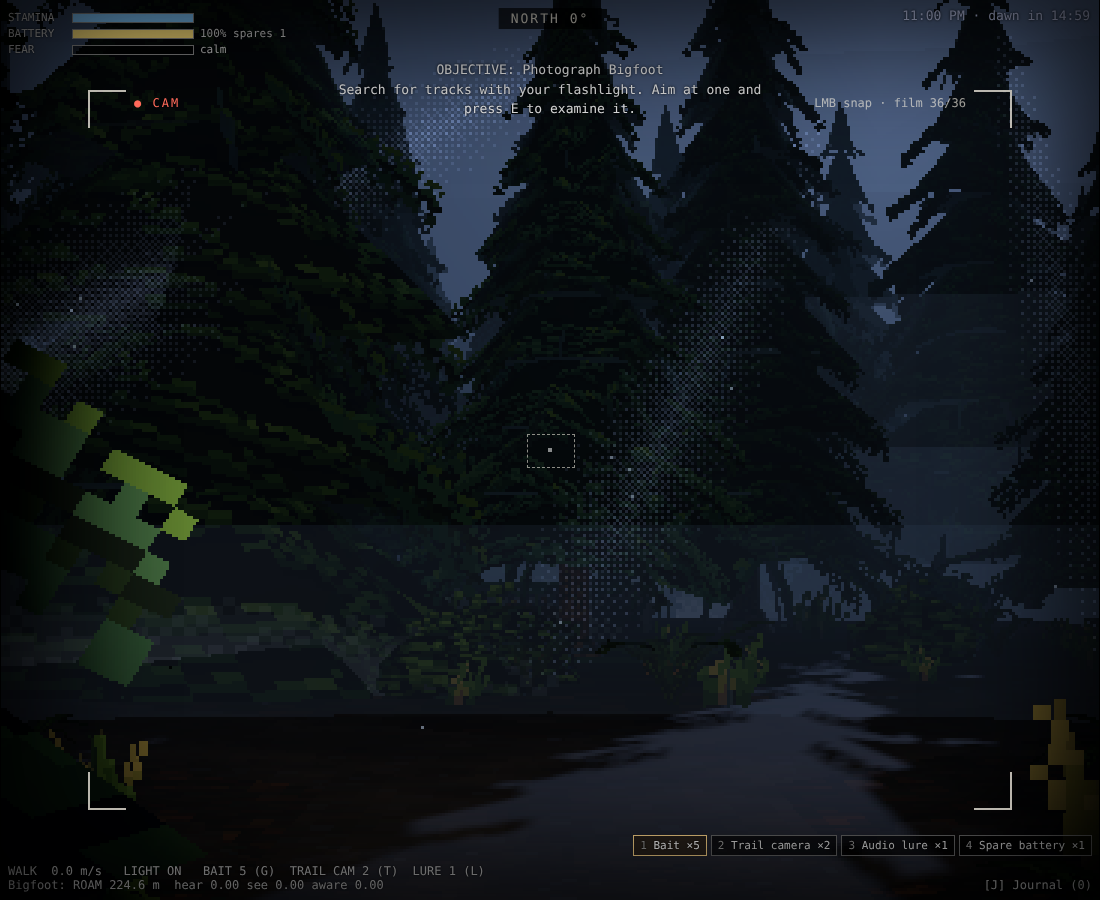 STAMINA
BATTERY 100% spares 1
FEAR calm
NORTH 0°
11:00 PM · dawn in 14:59
OBJECTIVE: Photograph Bigfoot
Search for tracks with your flashlight. Aim at one and
press E to examine it.
● CAM
LMB snap · film 36/36
1 Bait ×5
2 Trail camera ×2
3 Audio lure ×1
4 Spare battery ×1
WALK 0.0 m/s LIGHT ON BAIT 5 (G) TRAIL CAM 2 (T) LURE 1 (L)
Bigfoot: ROAM 224.6 m hear 0.00 see 0.00 aware 0.00
[J] Journal (0)